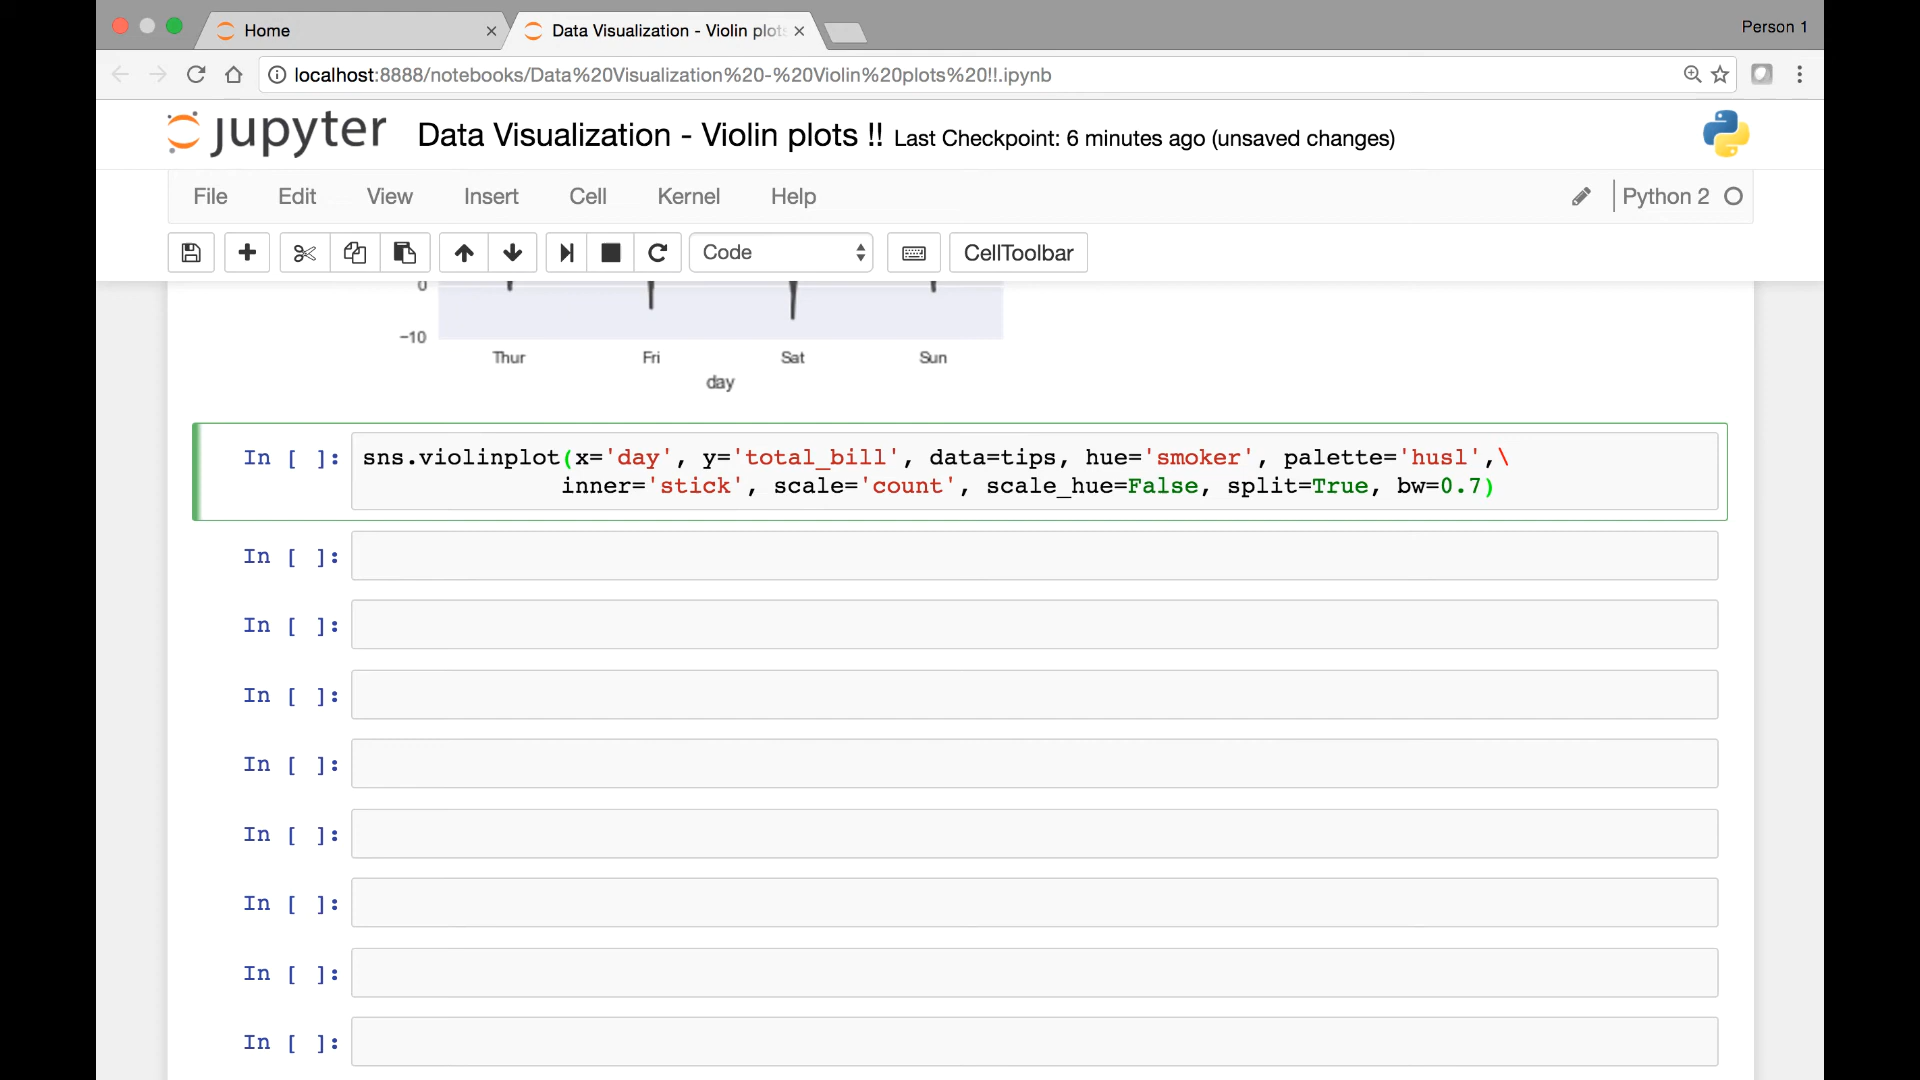 Home
Data Visualization - Violin plots
Person 1
localhost:8888/notebooks/Data%20Visualization%20-%20Violin%20plots%20!!.ipynb
jupyter Data Visualization - Violin plots !! Last Checkpoint: 6 minutes ago (unsaved changes)
File Edit View Insert Cell Kernel Help Python 2
Code CellToolbar
0
−10
Thur Fri Sat Sun
day
In [ ]: sns.violinplot(x='day', y='total_bill', data=tips, hue='smoker', palette='husl',\
inner='stick', scale='count', scale_hue=False, split=True, bw=0.7)
In [ ]:
In [ ]:
In [ ]:
In [ ]:
In [ ]:
In [ ]:
In [ ]:
In [ ]: